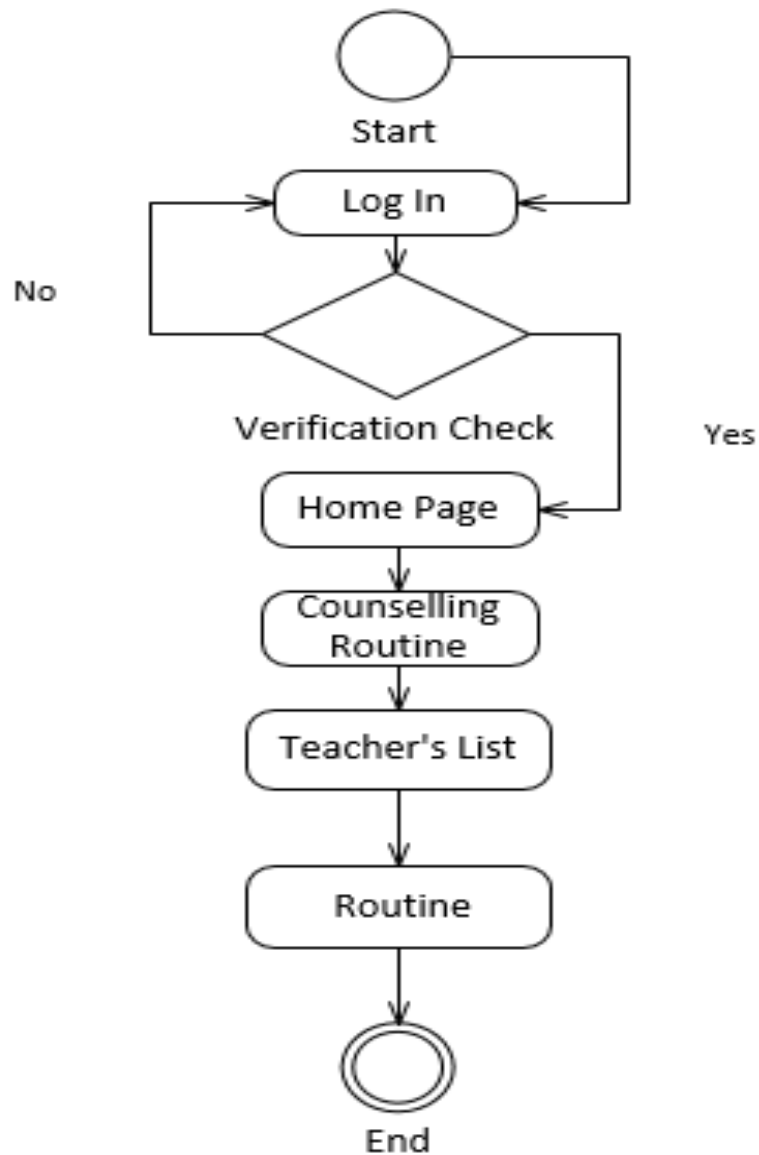 Start
Log In
No
Verification Check
Yes
Home Page
Counselling
Routine
Teacher's List
Routine
End